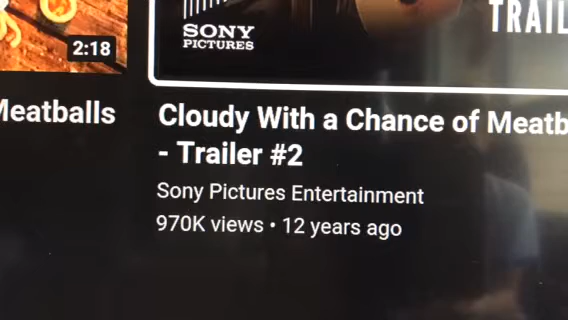 TRAIL
SONY
PICTURES
2:18
Meatballs
Cloudy With a Chance of Meatb
- Trailer #2
Sony Pictures Entertainment
970K views • 12 years ago